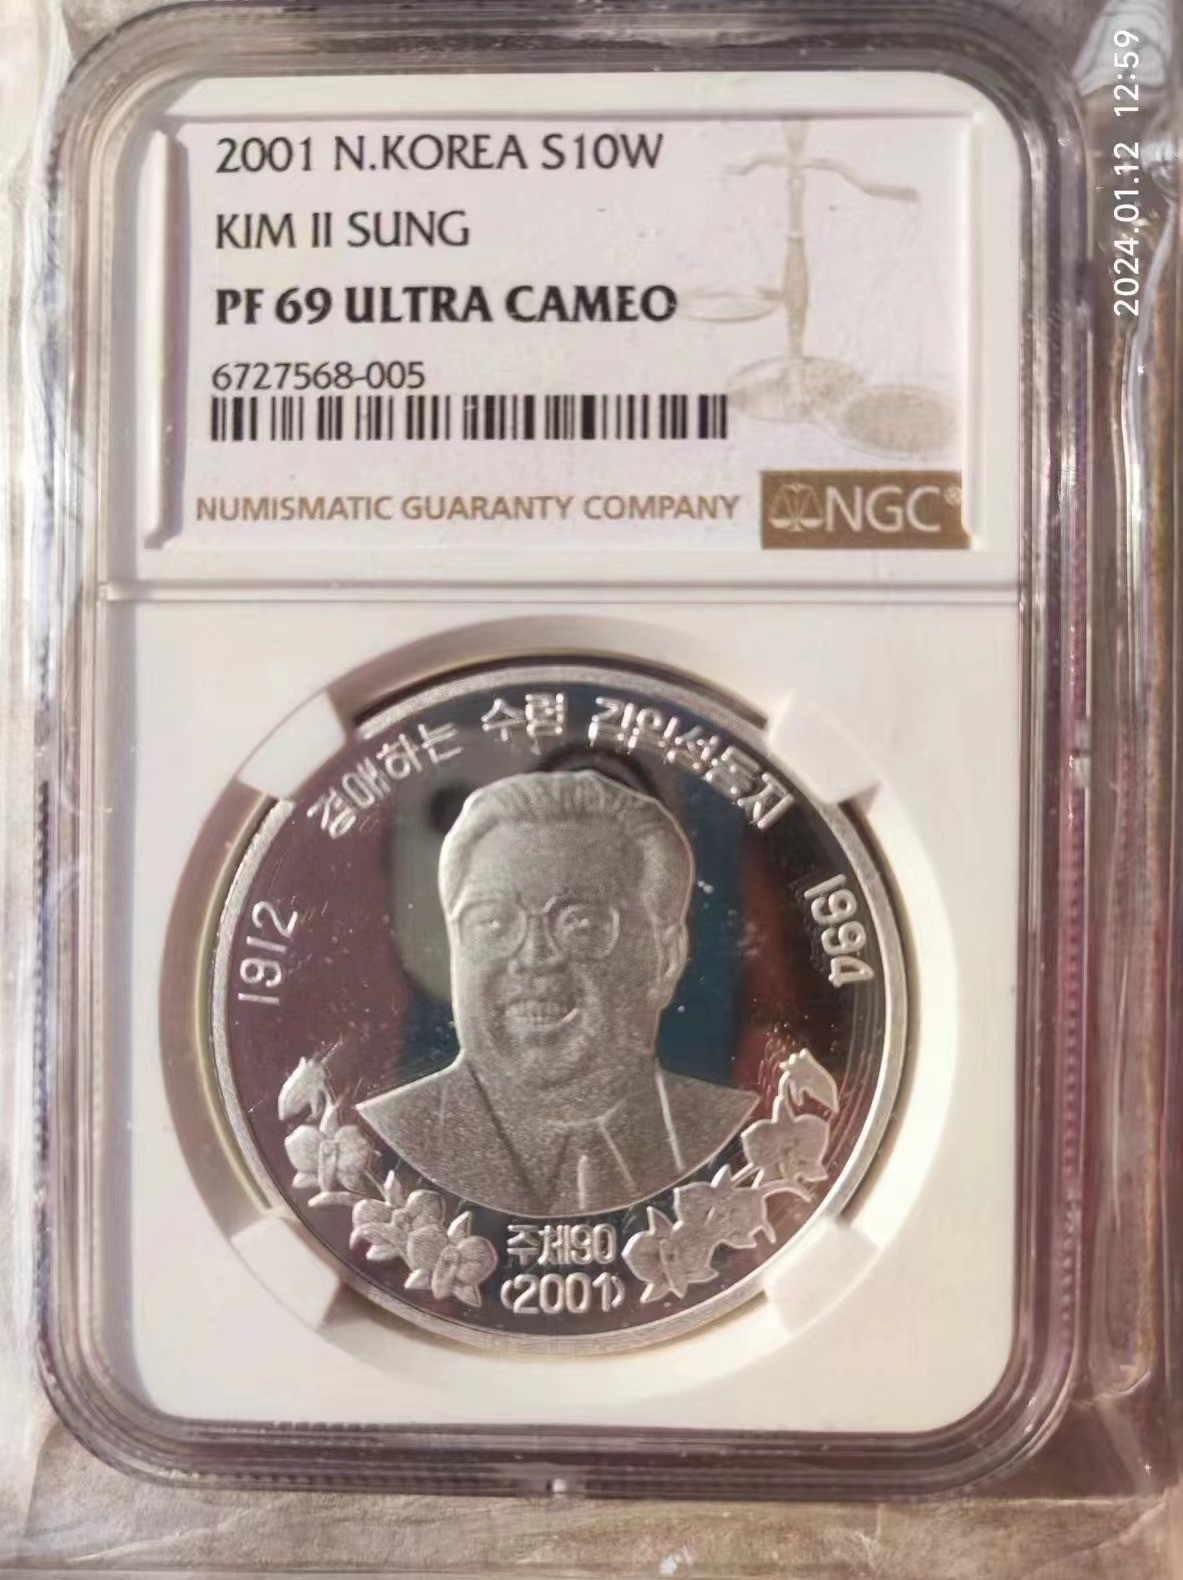 2024.01.12 12:59
2001 N.KOREA S10W
KIM II SUNG
PF 69 ULTRA CAMEO
6727568-005
NUMISMATIC GUARANTY COMPANY
NGC®
경애하는 수령 김일성동지
1912
1994
주체90
(2001)